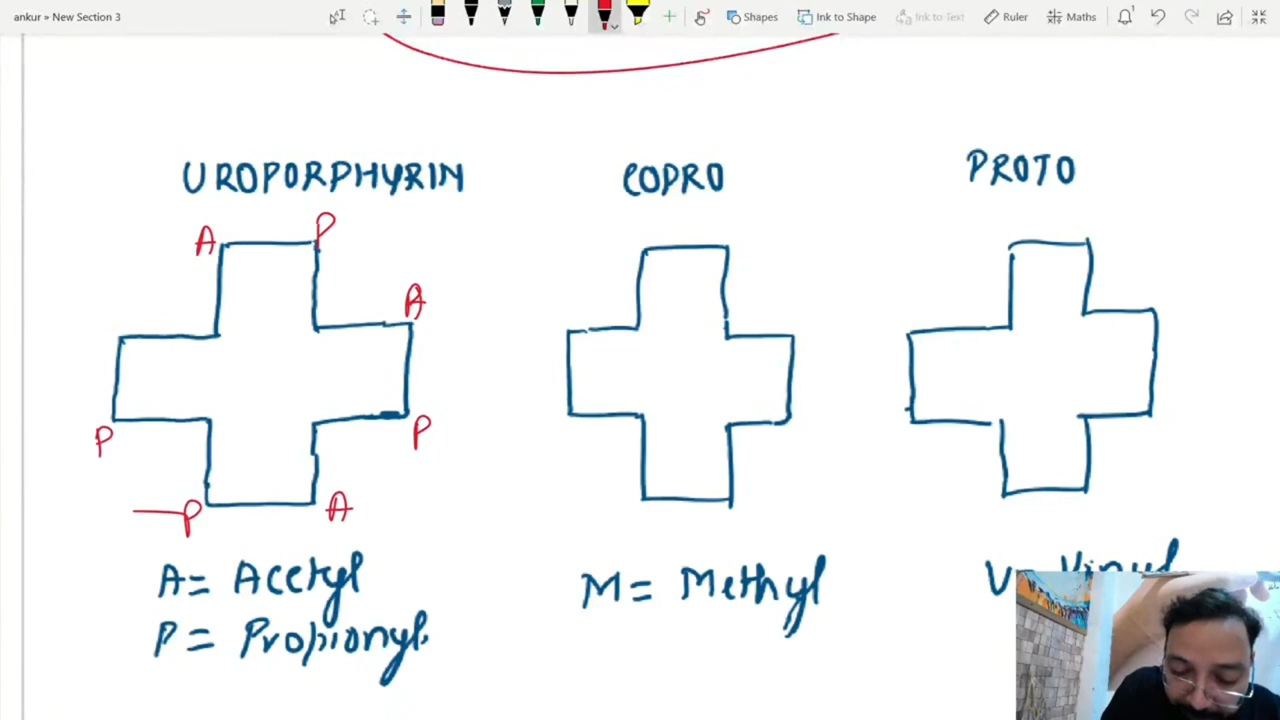 ankur » New Section 3
Shapes Ink to Shape Ink to Text Ruler Maths
UROPORPHYRIN COPRO PROTO
A P
A
P P
P A
A = Acetyl M = Methyl V = Vinyl
P = Propionyl